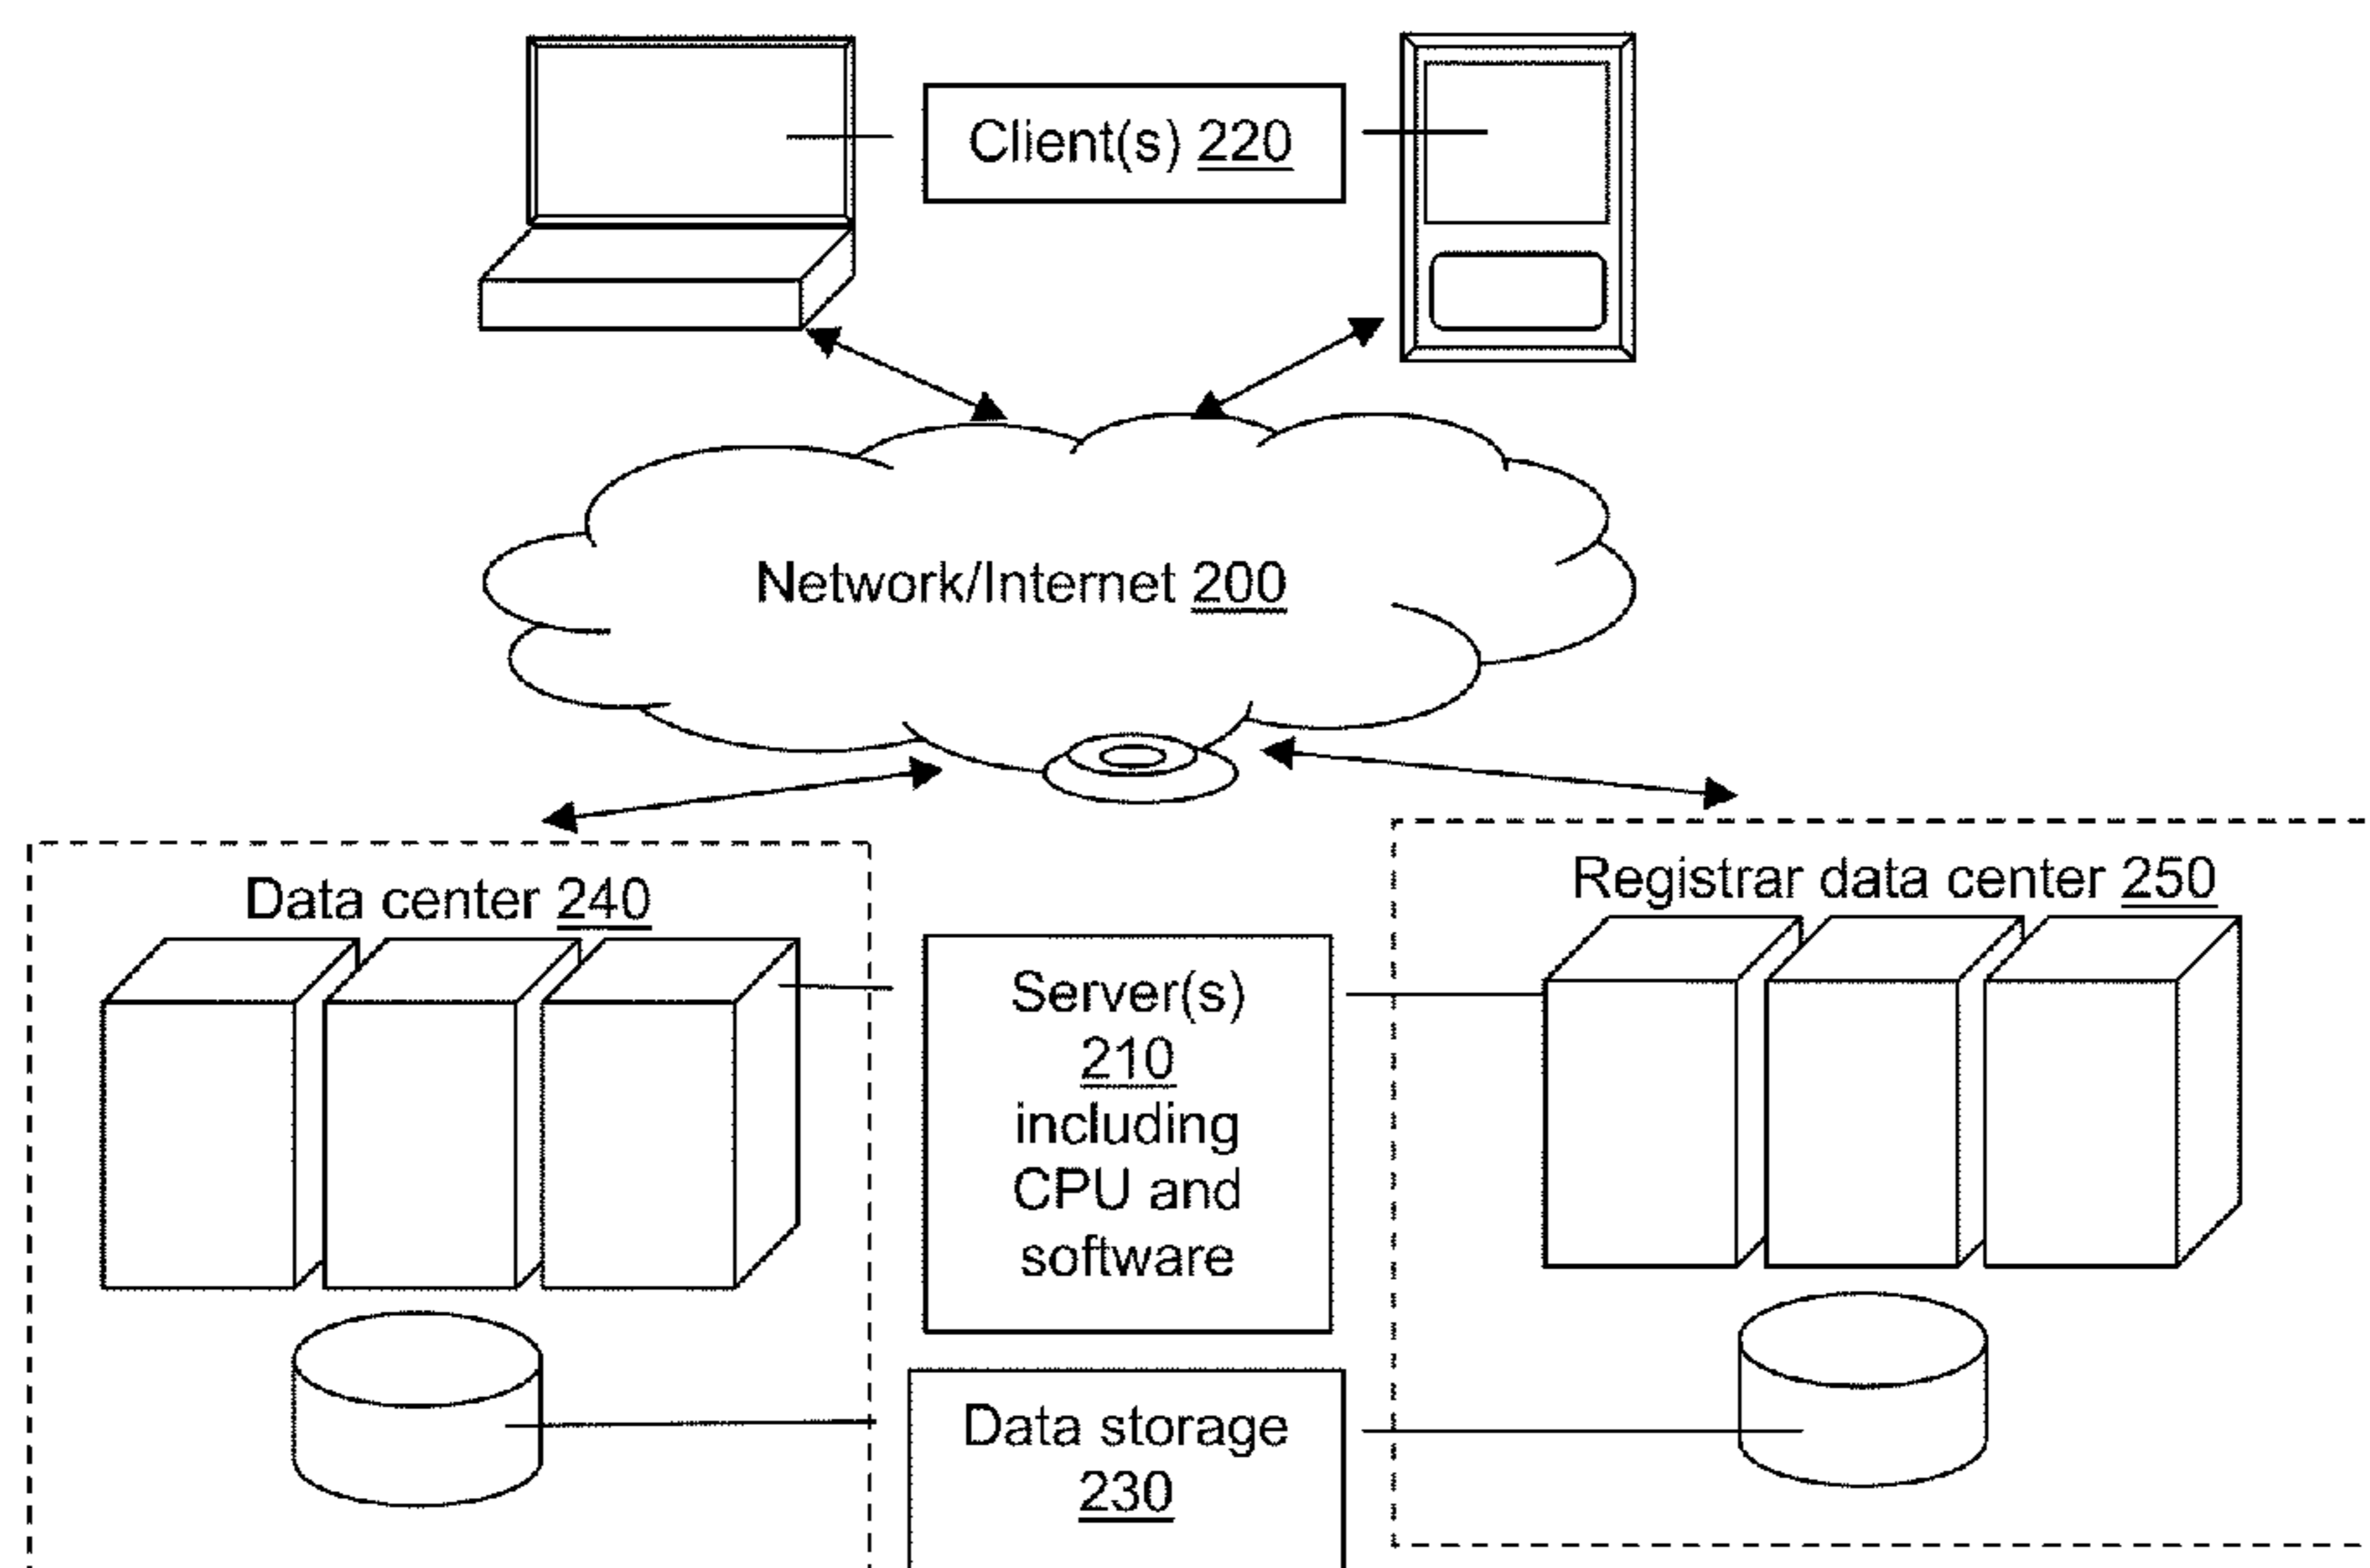 Client(s) 220
Network/Internet 200
Data center 240
Registrar data center 250
Server(s)
210
including
CPU and
software
Data storage
230